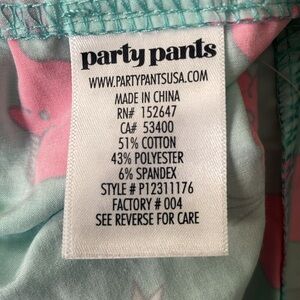 party pants
WWW.PARTYPANTSUSA.COM
MADE IN CHINA
RN# 152647
CA# 53400
51% COTTON
43% POLYESTER
6% SPANDEX
STYLE # P12311176
FACTORY # 004
SEE REVERSE FOR CARE